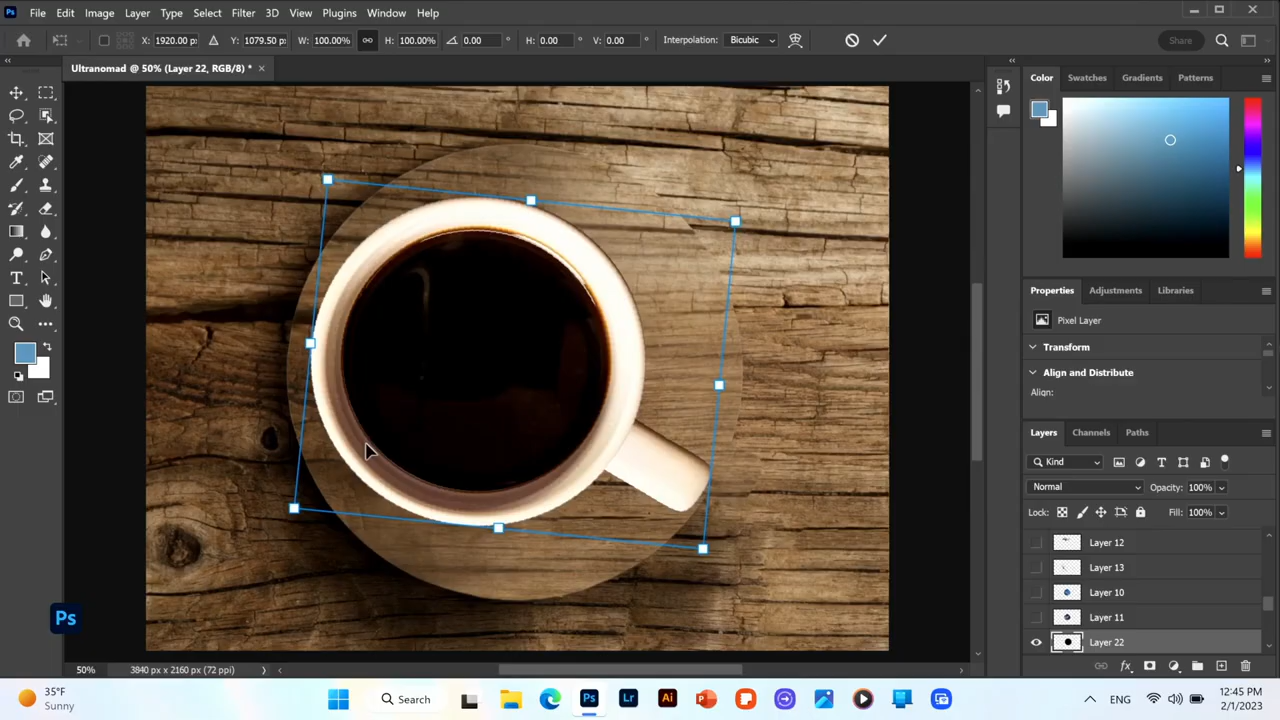 Ps File Edit Image Layer Type Select Filter 3D View Plugins Window Help
X: 1920.00 px Y: 1079.50 px W: 100.00% H: 100.00% 0.00 H: 0.00 V: 0.00 Interpolation: Bicubic Share
Ultranomad @ 50% (Layer 22, RGB/8) * ×
Color Swatches Gradients Patterns
Properties Adjustments Libraries
Pixel Layer
Transform
Align and Distribute
Align:
Layers Channels Paths
Kind
Normal Opacity: 100%
Lock: Fill: 100%
Layer 12
Layer 13
Layer 10
Layer 11
Layer 22
Ps
50% 3840 px x 2160 px (72 ppi)
35°F
Sunny
Search
Ps Lr Ai P
ENG
12:45 PM
2/1/2023